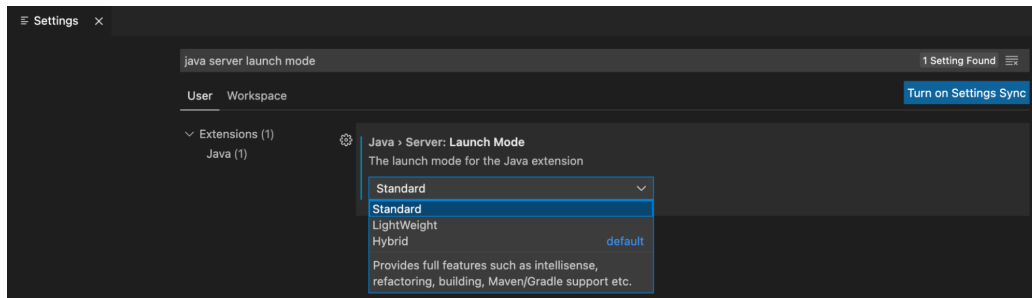 Settings
java server launch mode
1 Setting Found
User Workspace
Turn on Settings Sync
Extensions (1)
Java (1)
Java › Server: Launch Mode
The launch mode for the Java extension
Standard
Standard
LightWeight
Hybrid default
Provides full features such as intellisense,
refactoring, building, Maven/Gradle support etc.